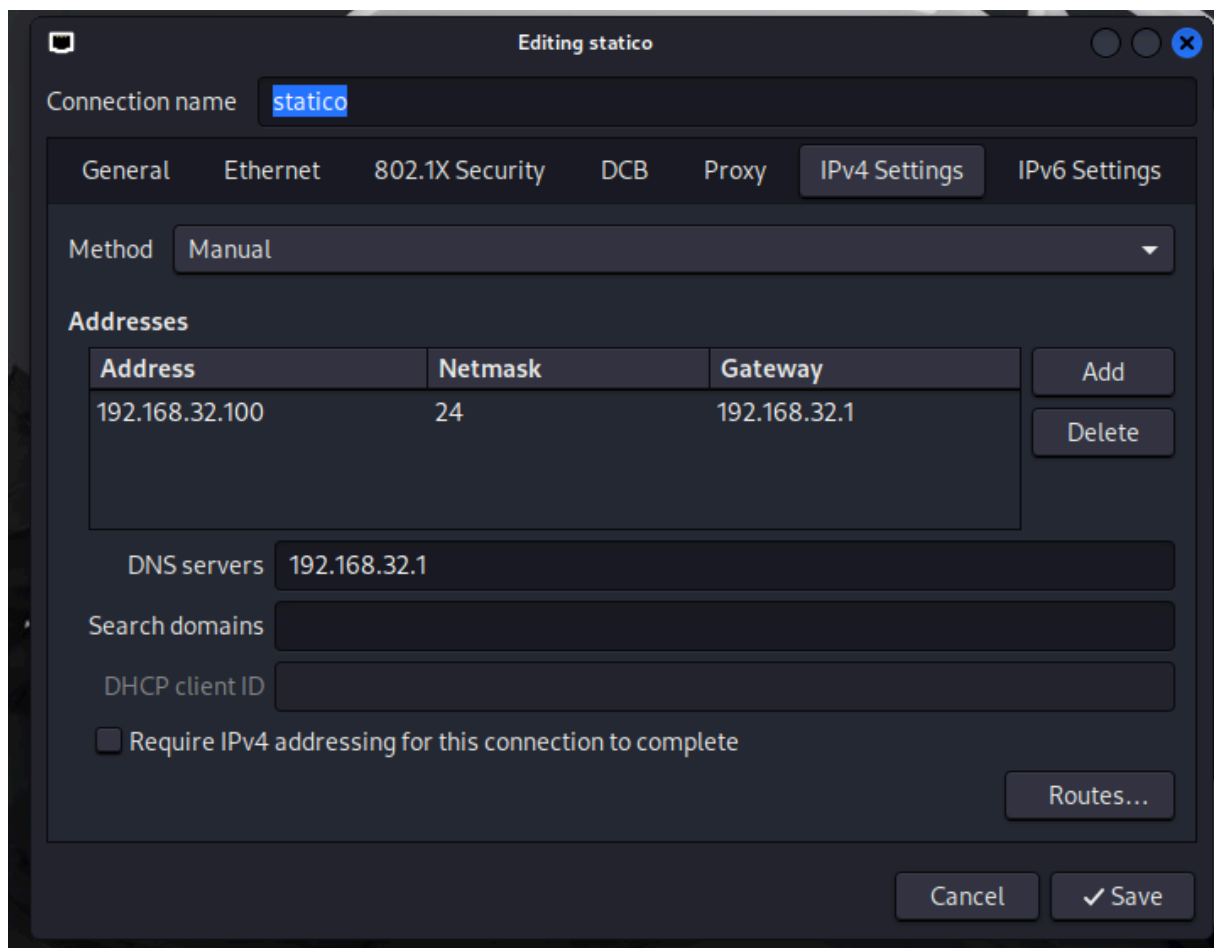 Editing statico
Connection name statico
General Ethernet 802.1X Security DCB Proxy IPv4 Settings IPv6 Settings
Method Manual
Addresses
Address Netmask Gateway
Add
192.168.32.100 24 192.168.32.1
Delete
DNS servers 192.168.32.1
Search domains
DHCP client ID
Require IPv4 addressing for this connection to complete
Routes...
Cancel Save